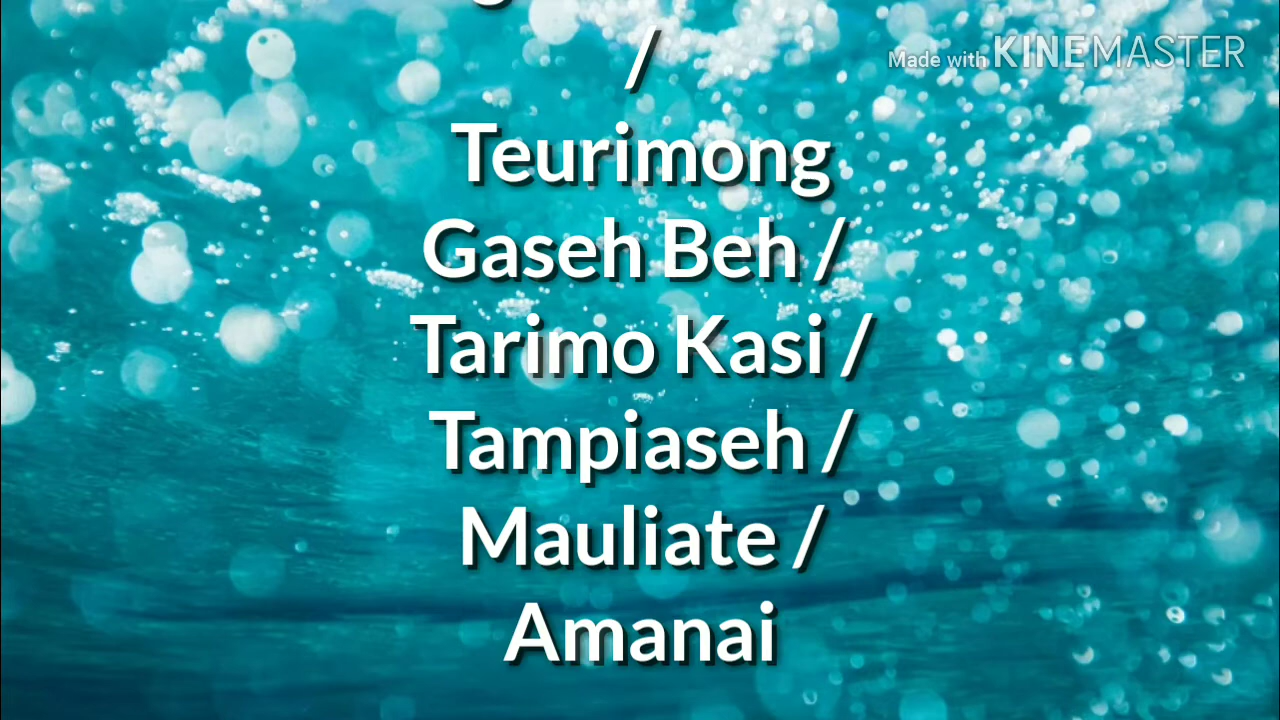 /
Made with KINEMASTER
Teurimong
Gaseh Beh /
Tarimo Kasi /
Tampiaseh /
Mauliate /
Amanai